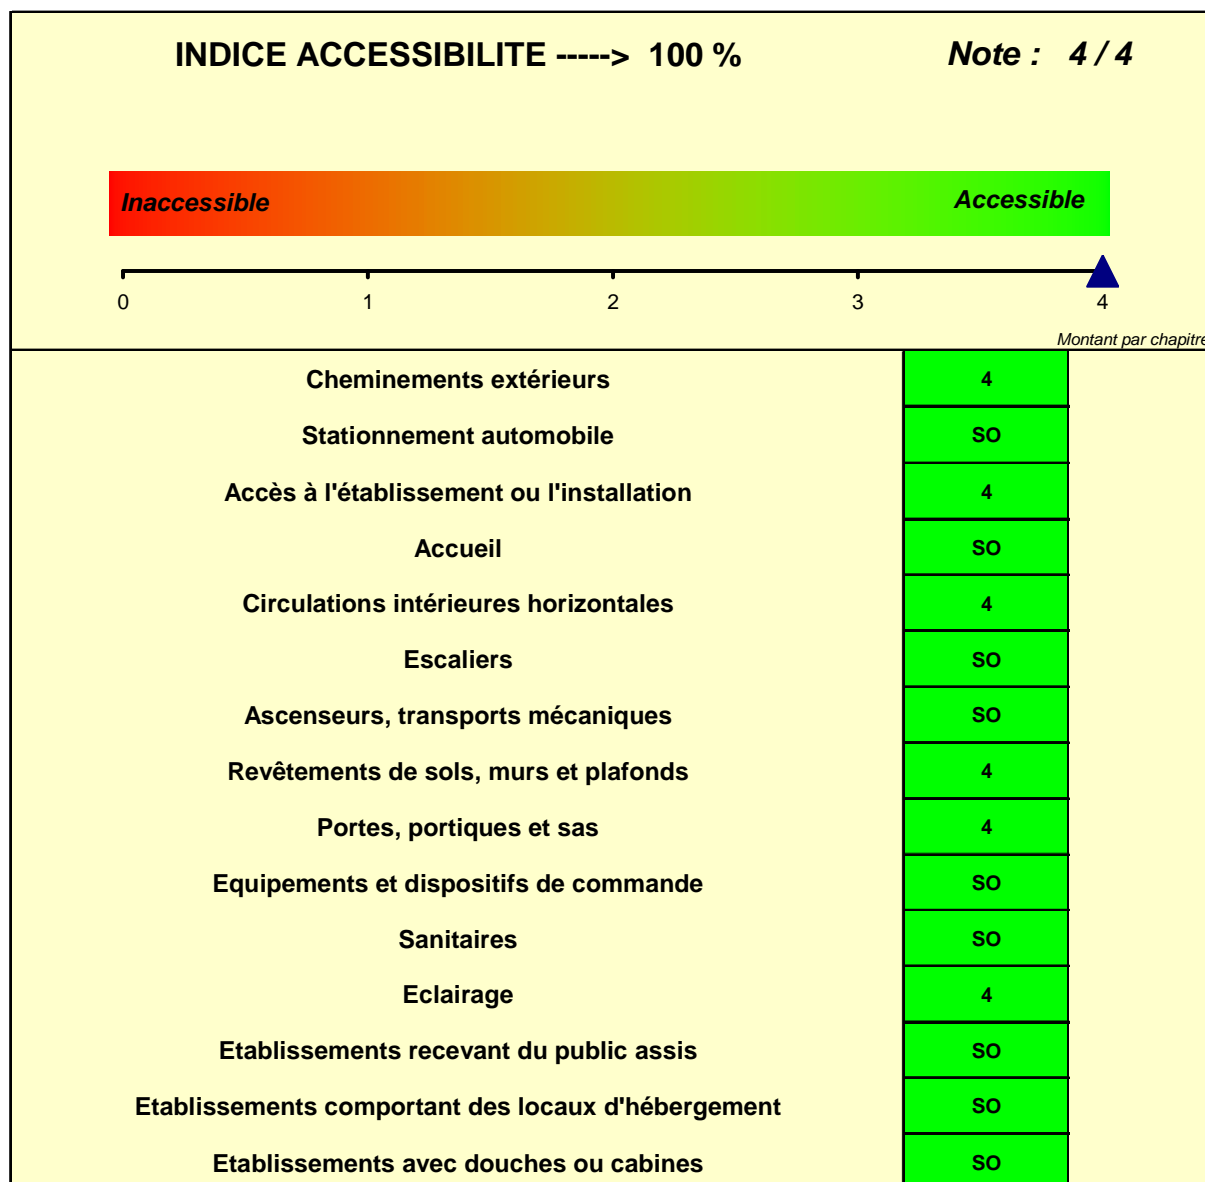 INDICE ACCESSIBILITE -----> 100 % Note : 4 / 4
Inaccessible Accessible
0 1 2 3 4
Montant par chapitre
Cheminements extérieurs 4
Stationnement automobile SO
Accès à l'établissement ou l'installation 4
Accueil SO
Circulations intérieures horizontales 4
Escaliers SO
Ascenseurs, transports mécaniques SO
Revêtements de sols, murs et plafonds 4
Portes, portiques et sas 4
Equipements et dispositifs de commande SO
Sanitaires SO
Eclairage 4
Etablissements recevant du public assis SO
Etablissements comportant des locaux d'hébergement SO
Etablissements avec douches ou cabines SO